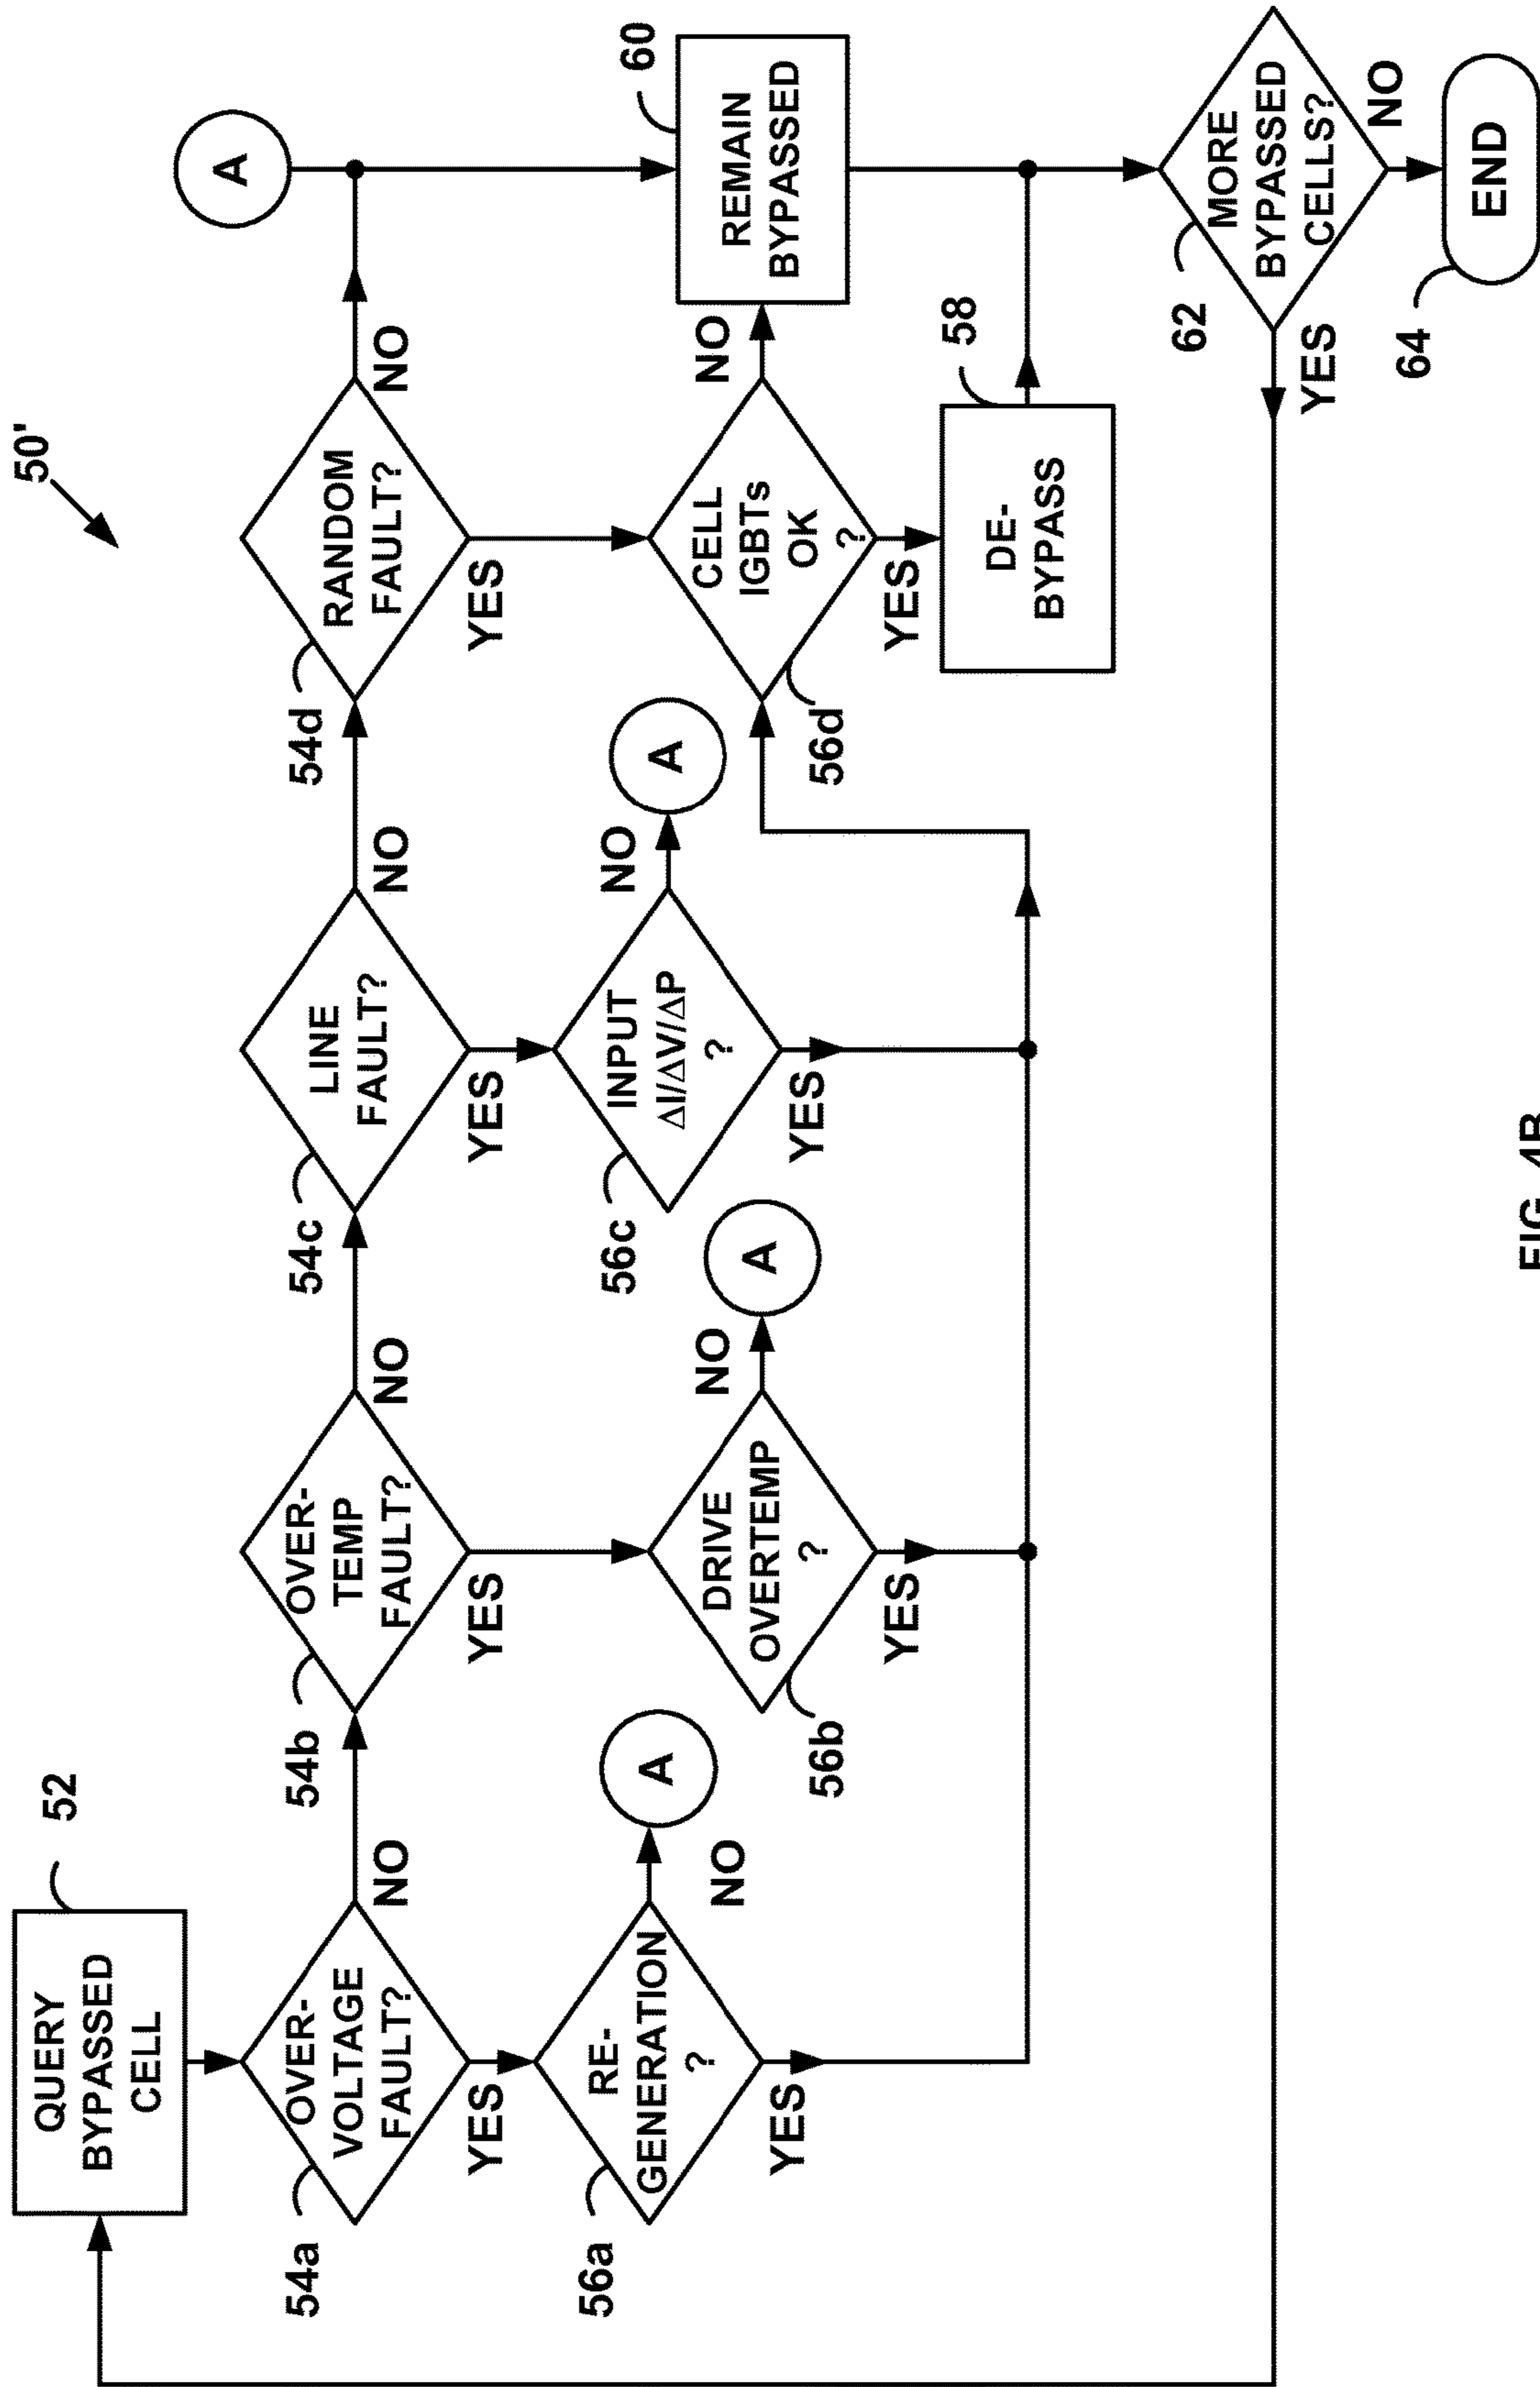 50'
52
QUERY
BYPASSED
CELL
54a
OVER-
VOLTAGE
FAULT?
NO
YES
54b
OVER-
TEMP
FAULT?
NO
YES
54c
LINE
FAULT?
NO
YES
54d
RANDOM
FAULT?
NO
YES
A
56a
RE-
GENERATION
?
NO
YES
A
56b
DRIVE
OVERTEMP
?
NO
YES
A
56c
INPUT
ΔI/ΔV/ΔP
?
NO
YES
A
56d
CELL
IGBTs
OK
?
NO
YES
60
REMAIN
BYPASSED
58
DE-
BYPASS
62
MORE
BYPASSED
CELLS?
YES
NO
64
END
FIG. 4B